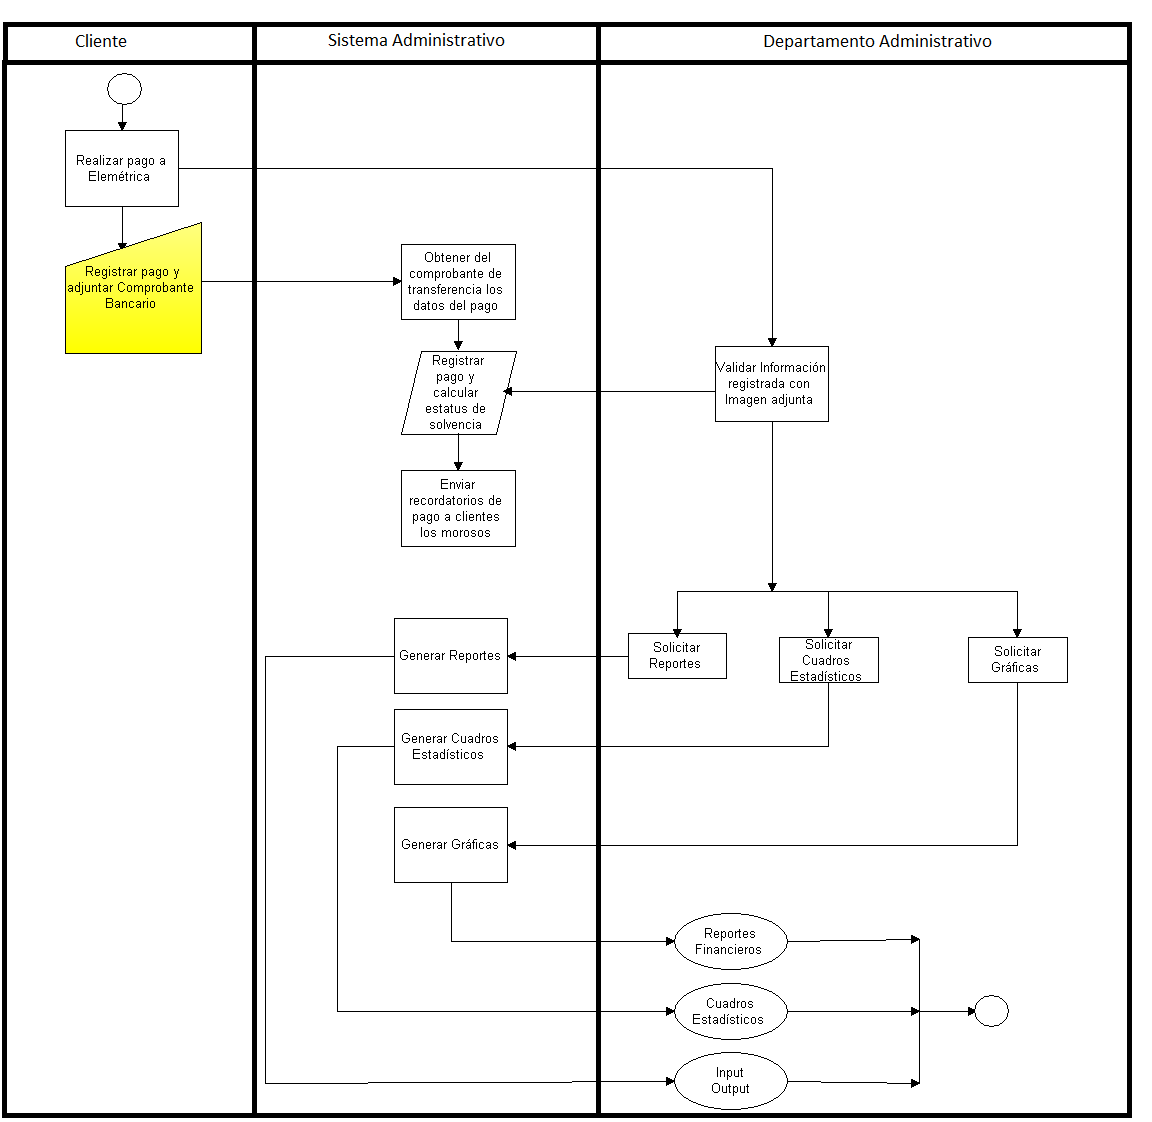 Cliente
Sistema Administrativo
Departamento Administrativo
Realizar pago a
Elemétrica
Registrar pago y
adjuntar Comprobante
Bancario
Obtener del
comprobante de
transferencia los
datos del pago
Registrar
pago y
calcular
estatus de
solvencia
Validar Información
registrada con
Imagen adjunta
Enviar
recordatorios de
pago a clientes
los morosos
Generar Reportes
Solicitar
Reportes
Solicitar
Cuadros
Estadísticos
Solicitar
Gráficas
Generar Cuadros
Estadísticos
Generar Gráficas
Reportes
Financieros
Cuadros
Estadísticos
Input
Output